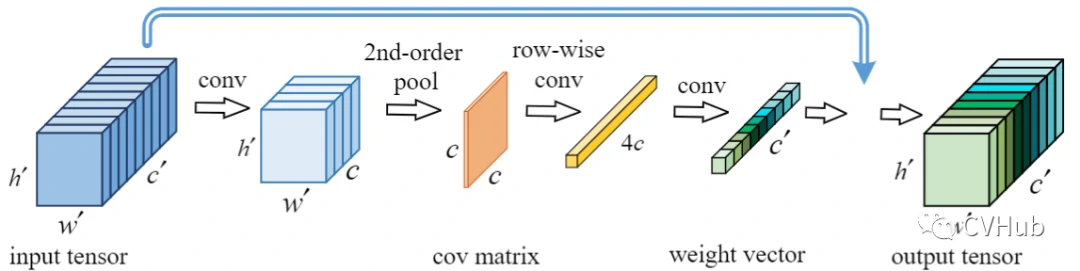 conv
2nd-order
pool
row-wise
conv
conv
h′
w′
c′
h′
w′
c
c
c
4c
c′
h′
w′
c′
CVHub
input tensor
cov matrix
weight vector
output tensor